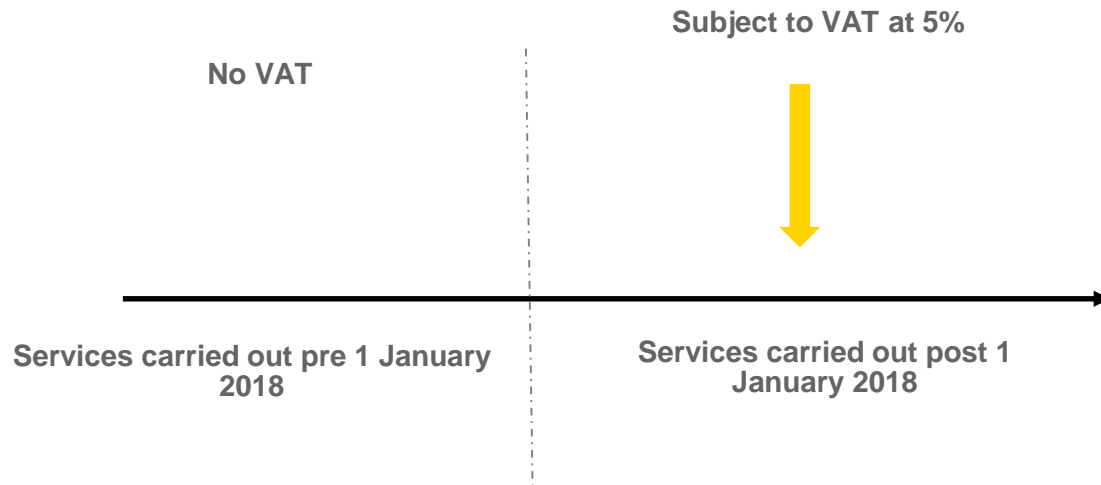 Subject to VAT at 5%
No VAT
Services carried out pre 1 January
2018
Services carried out post 1
January 2018